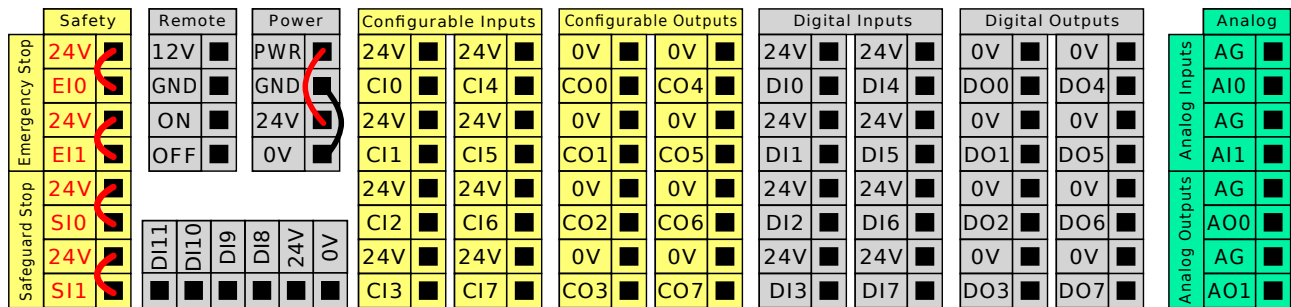 Safety
Emergency Stop
24V
EI0
24V
EI1
Safeguard Stop
24V
SI0
24V
SI1
Remote
12V
GND
ON
OFF
Power
PWR
GND
24V
0V
DI11
DI10
DI9
DI8
24V
0V
Configurable Inputs
24V 24V
CI0 CI4
24V 24V
CI1 CI5
24V 24V
CI2 CI6
24V 24V
CI3 CI7
Configurable Outputs
0V 0V
CO0 CO4
0V 0V
CO1 CO5
0V 0V
CO2 CO6
0V 0V
CO3 CO7
Digital Inputs
24V 24V
DI0 DI4
24V 24V
DI1 DI5
24V 24V
DI2 DI6
24V 24V
DI3 DI7
Digital Outputs
0V 0V
DO0 DO4
0V 0V
DO1 DO5
0V 0V
DO2 DO6
0V 0V
DO3 DO7
Analog
Analog Inputs
AG
AI0
AG
AI1
Analog Outputs
AG
AO0
AG
AO1